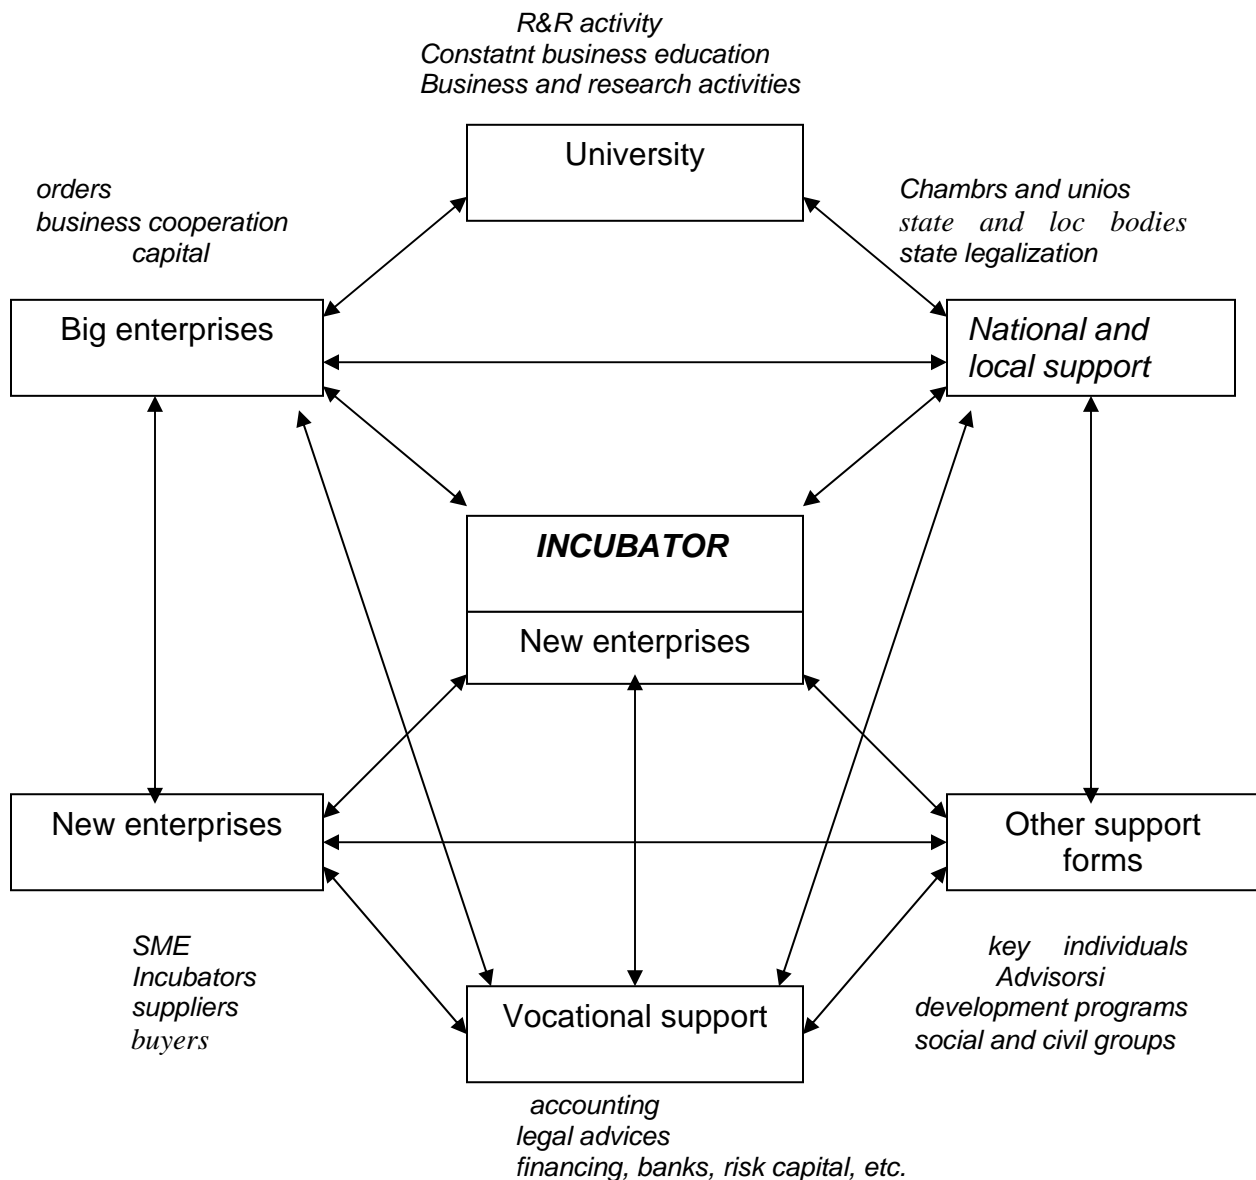 R&R activity
Constatnt business education
Business and research activities
University
orders
business cooperation
capital
Chambrs and unios
state and loc bodies
state legalization
Big enterprises
National and
local support
INCUBATOR
New enterprises
New enterprises
Other support
forms
SME
Incubators
suppliers
buyers
key individuals
Advisorsi
development programs
social and civil groups
Vocational support
accounting
legal advices
financing, banks, risk capital, etc.